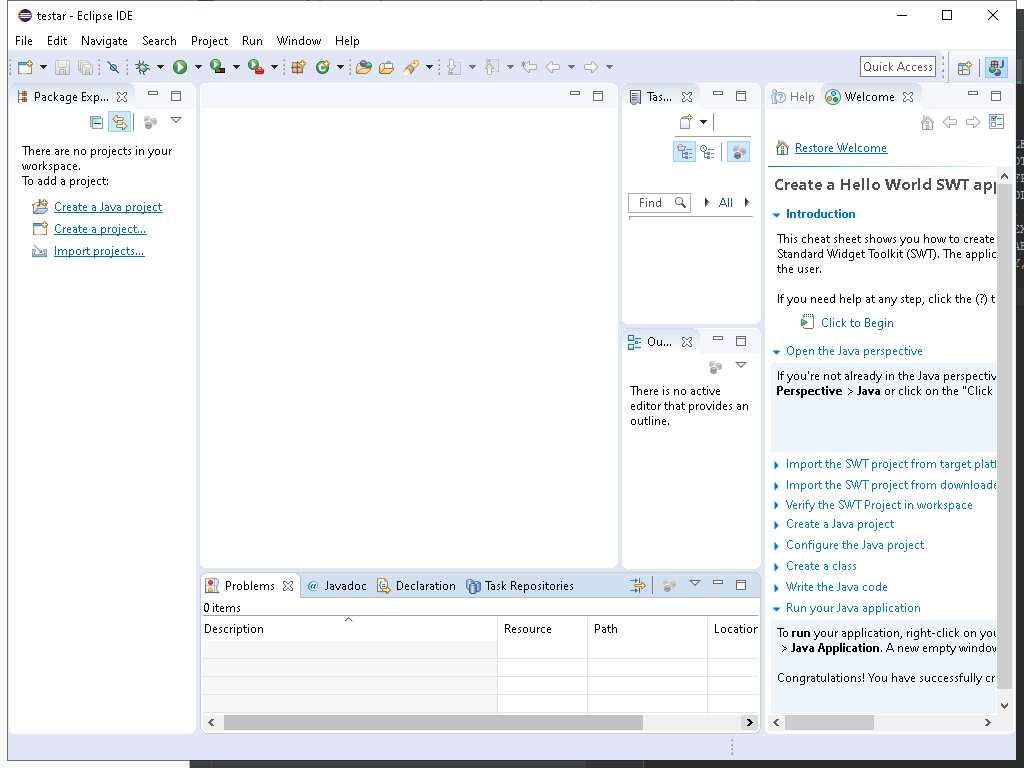 testar - Eclipse IDE
File Edit Navigate Search Project Run Window Help
Quick Access
Package Exp...
There are no projects in your
workspace.
To add a project:
Create a Java project
Create a project...
Import projects...
Tas...
Find
All
Ou...
There is no active
editor that provides an
outline.
Help
Welcome
Restore Welcome
Create a Hello World SWT app
Introduction
This cheat sheet shows you how to create
Standard Widget Toolkit (SWT). The applic
the user.
If you need help at any step, click the (?) t
Click to Begin
Open the Java perspective
If you're not already in the Java perspectiv
Perspective > Java or click on the "Click
Import the SWT project from target platf
Import the SWT project from downloade
Verify the SWT Project in workspace
Create a Java project
Configure the Java project
Create a class
Write the Java code
Run your Java application
To run your application, right-click on you
> Java Application. A new empty window
Congratulations! You have successfully cr
Problems
@ Javadoc
Declaration
Task Repositories
0 items
Description Resource Path Location